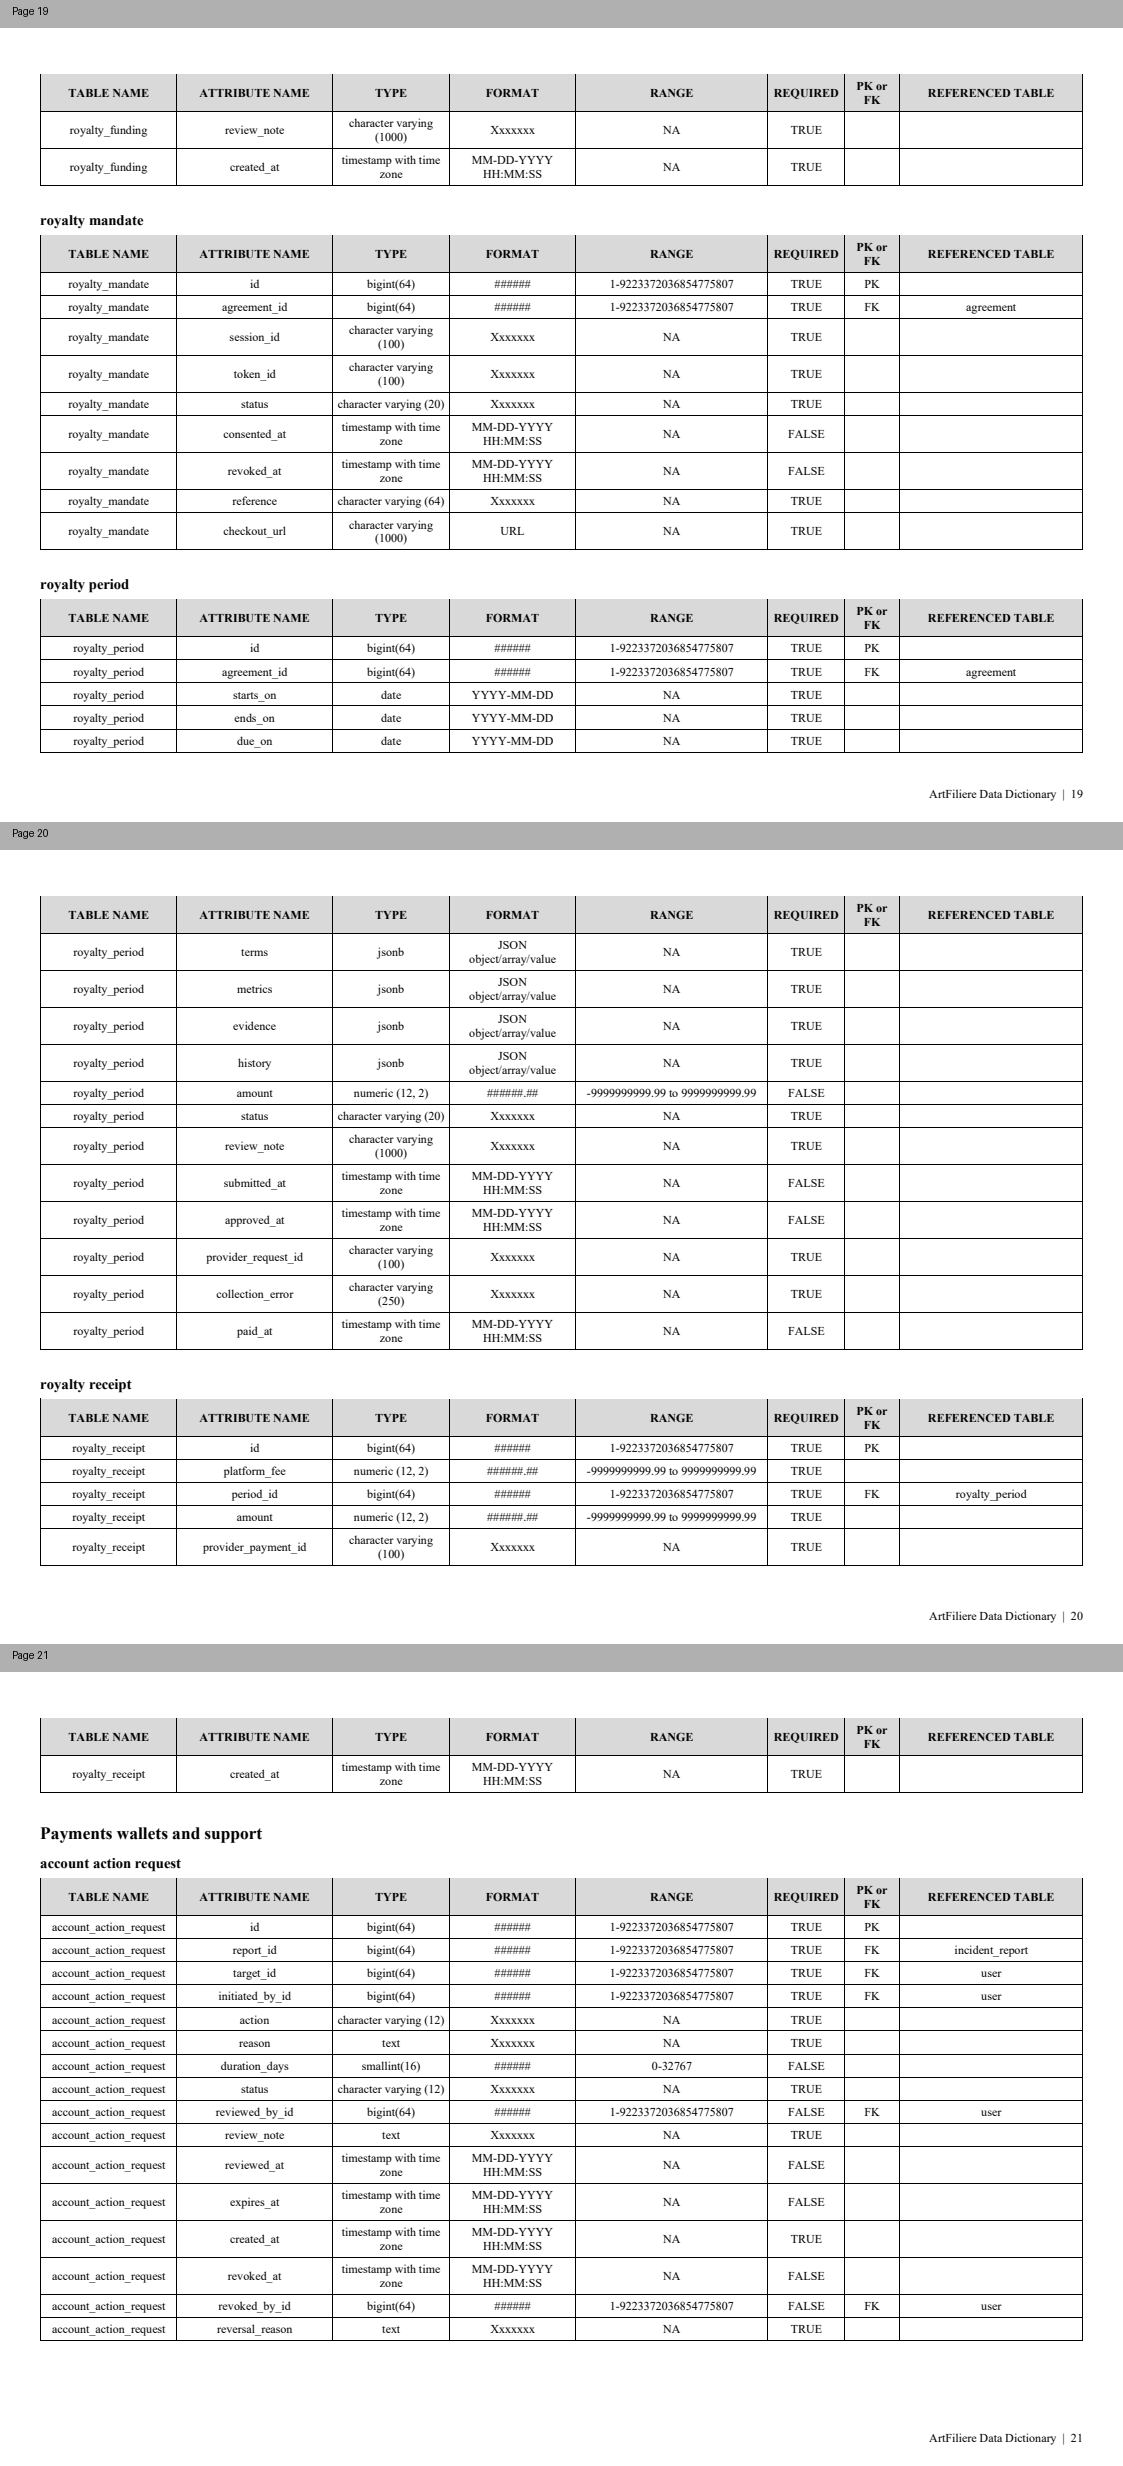 Page 19
TABLE NAME ATTRIBUTE NAME TYPE FORMAT RANGE REQUIRED PK or FK REFERENCED TABLE
royalty_funding review_note character varying (1000) Xxxxxxx NA TRUE
royalty_funding created_at timestamp with time zone MM-DD-YYYY HH:MM:SS NA TRUE
royalty mandate
TABLE NAME ATTRIBUTE NAME TYPE FORMAT RANGE REQUIRED PK or FK REFERENCED TABLE
royalty_mandate id bigint(64) ###### 1-9223372036854775807 TRUE PK
royalty_mandate agreement_id bigint(64) ###### 1-9223372036854775807 TRUE FK agreement
royalty_mandate session_id character varying (100) Xxxxxxx NA TRUE
royalty_mandate token_id character varying (100) Xxxxxxx NA TRUE
royalty_mandate status character varying (20) Xxxxxxx NA TRUE
royalty_mandate consented_at timestamp with time zone MM-DD-YYYY HH:MM:SS NA FALSE
royalty_mandate revoked_at timestamp with time zone MM-DD-YYYY HH:MM:SS NA FALSE
royalty_mandate reference character varying (64) Xxxxxxx NA TRUE
royalty_mandate checkout_url character varying (1000) URL NA TRUE
royalty period
TABLE NAME ATTRIBUTE NAME TYPE FORMAT RANGE REQUIRED PK or FK REFERENCED TABLE
royalty_period id bigint(64) ###### 1-9223372036854775807 TRUE PK
royalty_period agreement_id bigint(64) ###### 1-9223372036854775807 TRUE FK agreement
royalty_period starts_on date YYYY-MM-DD NA TRUE
royalty_period ends_on date YYYY-MM-DD NA TRUE
royalty_period due_on date YYYY-MM-DD NA TRUE
ArtFiliere Data Dictionary | 19
Page 20
TABLE NAME ATTRIBUTE NAME TYPE FORMAT RANGE REQUIRED PK or FK REFERENCED TABLE
royalty_period terms jsonb JSON object/array/value NA TRUE
royalty_period metrics jsonb JSON object/array/value NA TRUE
royalty_period evidence jsonb JSON object/array/value NA TRUE
royalty_period history jsonb JSON object/array/value NA TRUE
royalty_period amount numeric (12, 2) ######.## -9999999999.99 to 9999999999.99 FALSE
royalty_period status character varying (20) Xxxxxxx NA TRUE
royalty_period review_note character varying (1000) Xxxxxxx NA TRUE
royalty_period submitted_at timestamp with time zone MM-DD-YYYY HH:MM:SS NA FALSE
royalty_period approved_at timestamp with time zone MM-DD-YYYY HH:MM:SS NA FALSE
royalty_period provider_request_id character varying (100) Xxxxxxx NA TRUE
royalty_period collection_error character varying (250) Xxxxxxx NA TRUE
royalty_period paid_at timestamp with time zone MM-DD-YYYY HH:MM:SS NA FALSE
royalty receipt
TABLE NAME ATTRIBUTE NAME TYPE FORMAT RANGE REQUIRED PK or FK REFERENCED TABLE
royalty_receipt id bigint(64) ###### 1-9223372036854775807 TRUE PK
royalty_receipt platform_fee numeric (12, 2) ######.## -9999999999.99 to 9999999999.99 TRUE
royalty_receipt period_id bigint(64) ###### 1-9223372036854775807 TRUE FK royalty_period
royalty_receipt amount numeric (12, 2) ######.## -9999999999.99 to 9999999999.99 TRUE
royalty_receipt provider_payment_id character varying (100) Xxxxxxx NA TRUE
ArtFiliere Data Dictionary | 20
Page 21
TABLE NAME ATTRIBUTE NAME TYPE FORMAT RANGE REQUIRED PK or FK REFERENCED TABLE
royalty_receipt created_at timestamp with time zone MM-DD-YYYY HH:MM:SS NA TRUE
Payments wallets and support
account action request
TABLE NAME ATTRIBUTE NAME TYPE FORMAT RANGE REQUIRED PK or FK REFERENCED TABLE
account_action_request id bigint(64) ###### 1-9223372036854775807 TRUE PK
account_action_request report_id bigint(64) ###### 1-9223372036854775807 TRUE FK incident_report
account_action_request target_id bigint(64) ###### 1-9223372036854775807 TRUE FK user
account_action_request initiated_by_id bigint(64) ###### 1-9223372036854775807 TRUE FK user
account_action_request action character varying (12) Xxxxxxx NA TRUE
account_action_request reason text Xxxxxxx NA TRUE
account_action_request duration_days smallint(16) ###### 0-32767 FALSE
account_action_request status character varying (12) Xxxxxxx NA TRUE
account_action_request reviewed_by_id bigint(64) ###### 1-9223372036854775807 FALSE FK user
account_action_request review_note text Xxxxxxx NA TRUE
account_action_request reviewed_at timestamp with time zone MM-DD-YYYY HH:MM:SS NA FALSE
account_action_request expires_at timestamp with time zone MM-DD-YYYY HH:MM:SS NA FALSE
account_action_request created_at timestamp with time zone MM-DD-YYYY HH:MM:SS NA TRUE
account_action_request revoked_at timestamp with time zone MM-DD-YYYY HH:MM:SS NA FALSE
account_action_request revoked_by_id bigint(64) ###### 1-9223372036854775807 FALSE FK user
account_action_request reversal_reason text Xxxxxxx NA TRUE
ArtFiliere Data Dictionary | 21